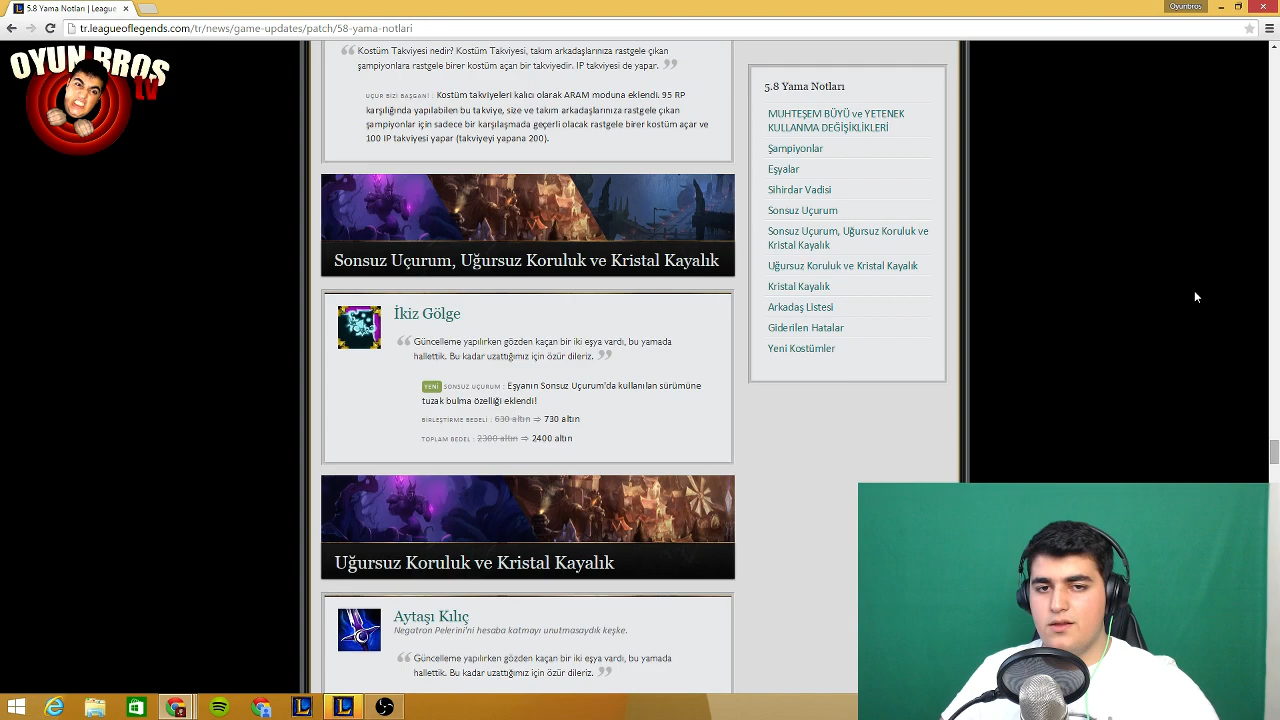 5.8 Yama Notları | League
Oyunbros
tr.leagueoflegends.com/tr/news/game-updates/patch/58-yama-notlari
OYUN BROS
TV
Kostüm Takviyesi nedir? Kostüm Takviyesi, takım arkadaşlarınıza rastgele çıkan
şampiyonlara rastgele birer kostüm açan bir takviyedir. IP takviyesi de yapar.
UÇUR BİZİ BAŞGAN! : Kostüm takviyeleri kalıcı olarak ARAM moduna eklendi. 95 RP
karşılığında yapılabilen bu takviye, size ve takım arkadaşlarınıza rastgele çıkan
şampiyonlar için sadece bir karşılaşmada geçerli olacak rastgele birer kostüm açar ve
100 IP takviyesi yapar (takviyeyi yapana 200).
Sonsuz Uçurum, Uğursuz Koruluk ve Kristal Kayalık
İkiz Gölge
Güncelleme yapılırken gözden kaçan bir iki eşya vardı, bu yamada
hallettik. Bu kadar uzattığımız için özür dileriz.
YENİ SONSUZ UÇURUM : Eşyanın Sonsuz Uçurum'da kullanılan sürümüne
tuzak bulma özelliği eklendi!
BİRLEŞTİRME BEDELİ : 630 altın ⇒ 730 altın
TOPLAM BEDEL : 2300 altın ⇒ 2400 altın
Uğursuz Koruluk ve Kristal Kayalık
Aytaşı Kılıç
Negatron Pelerini'ni hesaba katmayı unutmasaydık keşke.
Güncelleme yapılırken gözden kaçan bir iki eşya vardı, bu yamada
hallettik. Bu kadar uzattığımız için özür dileriz.
5.8 Yama Notları
MUHTEŞEM BÜYÜ ve YETENEK
KULLANMA DEĞİŞİKLİKLERİ
Şampiyonlar
Eşyalar
Sihirdar Vadisi
Sonsuz Uçurum
Sonsuz Uçurum, Uğursuz Koruluk ve
Kristal Kayalık
Uğursuz Koruluk ve Kristal Kayalık
Kristal Kayalık
Arkadaş Listesi
Giderilen Hatalar
Yeni Kostümler